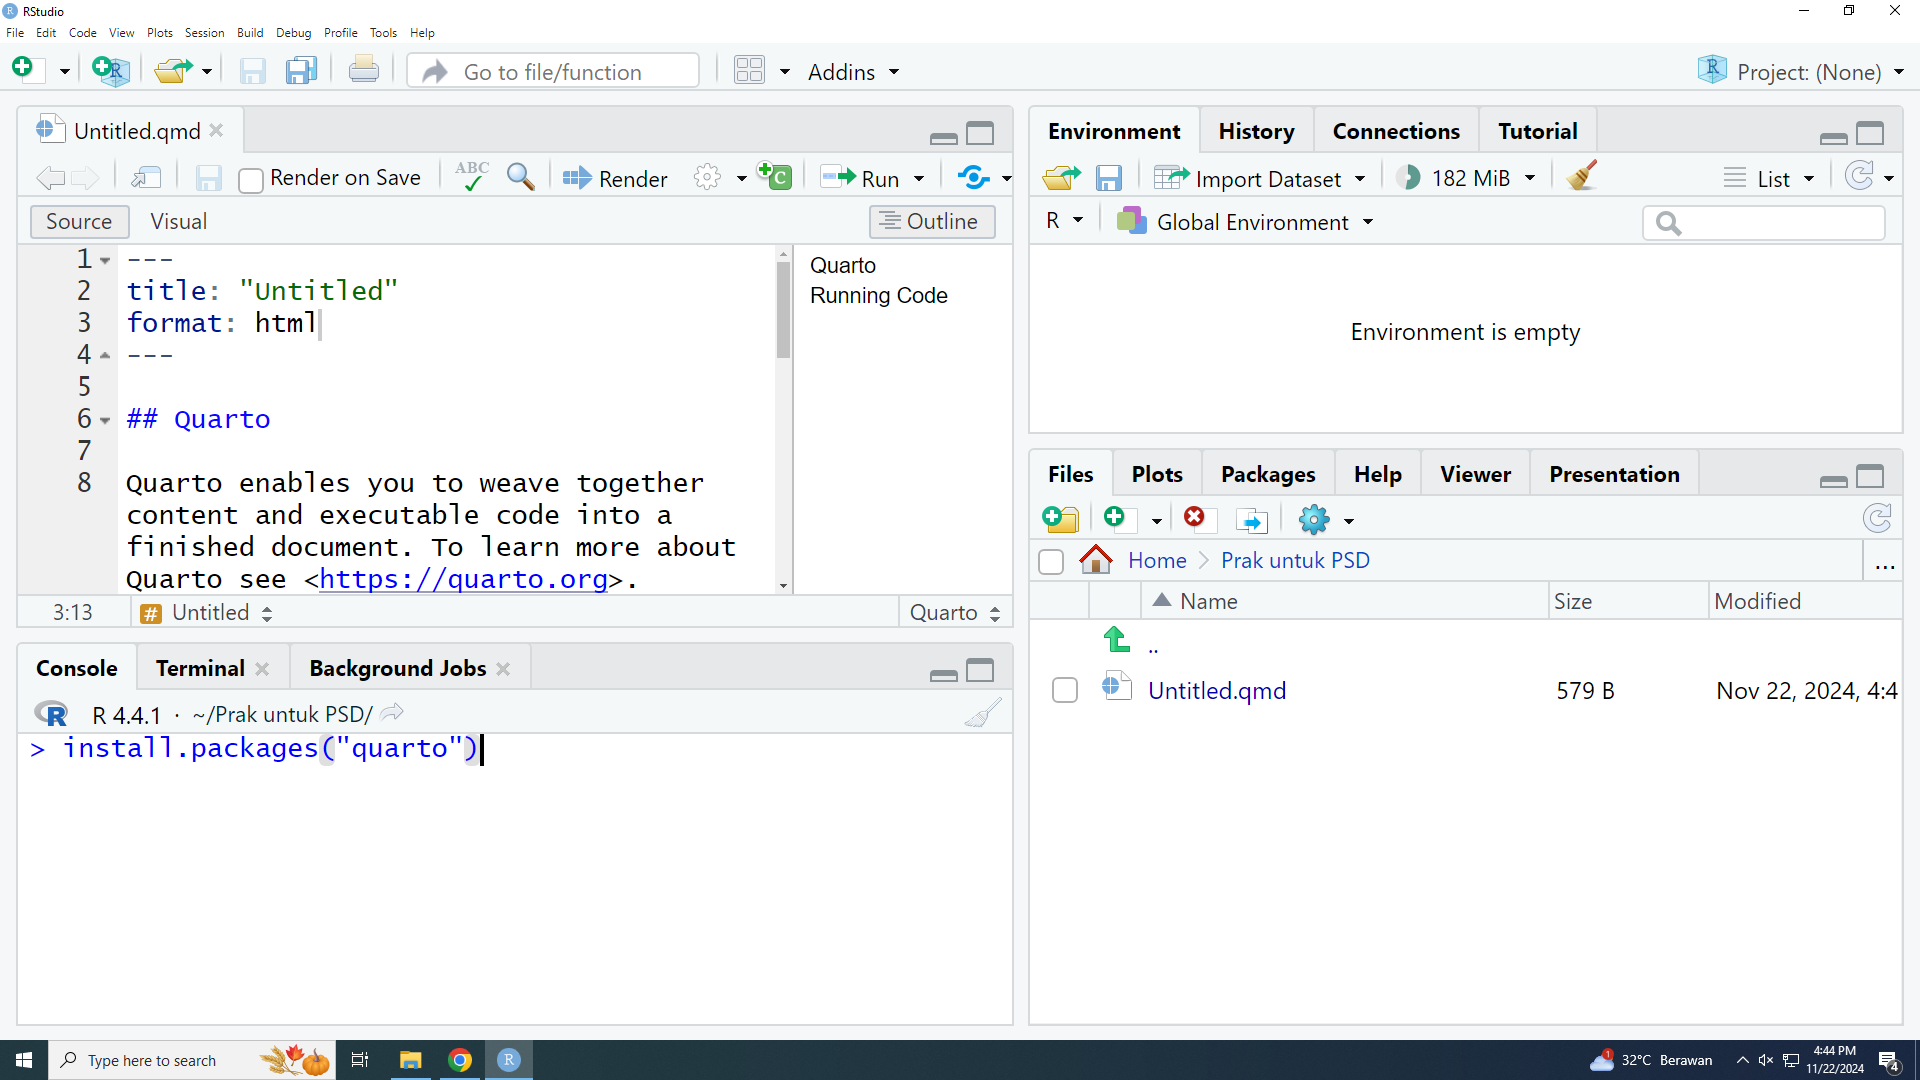 RStudio
File Edit Code View Plots Session Build Debug Profile Tools Help
Go to file/function Addins Project: (None)
Untitled.qmd
Render on Save ABC Render Run
Source Visual Outline
1 ---
2 title: "Untitled"
3 format: html
4 ---
5
6 ## Quarto
7
8 Quarto enables you to weave together
content and executable code into a
finished document. To learn more about
Quarto see <https://quarto.org>.
Quarto
Running Code
3:13 # Untitled Quarto
Console Terminal Background Jobs
R 4.4.1 · ~/Prak untuk PSD/
> install.packages("quarto")
Environment History Connections Tutorial
Import Dataset 182 MiB List
R Global Environment
Environment is empty
Files Plots Packages Help Viewer Presentation
Home Prak untuk PSD ...
Name Size Modified
..
Untitled.qmd 579 B Nov 22, 2024, 4:4
Type here to search
1 32°C Berawan
4:44 PM
11/22/2024
4